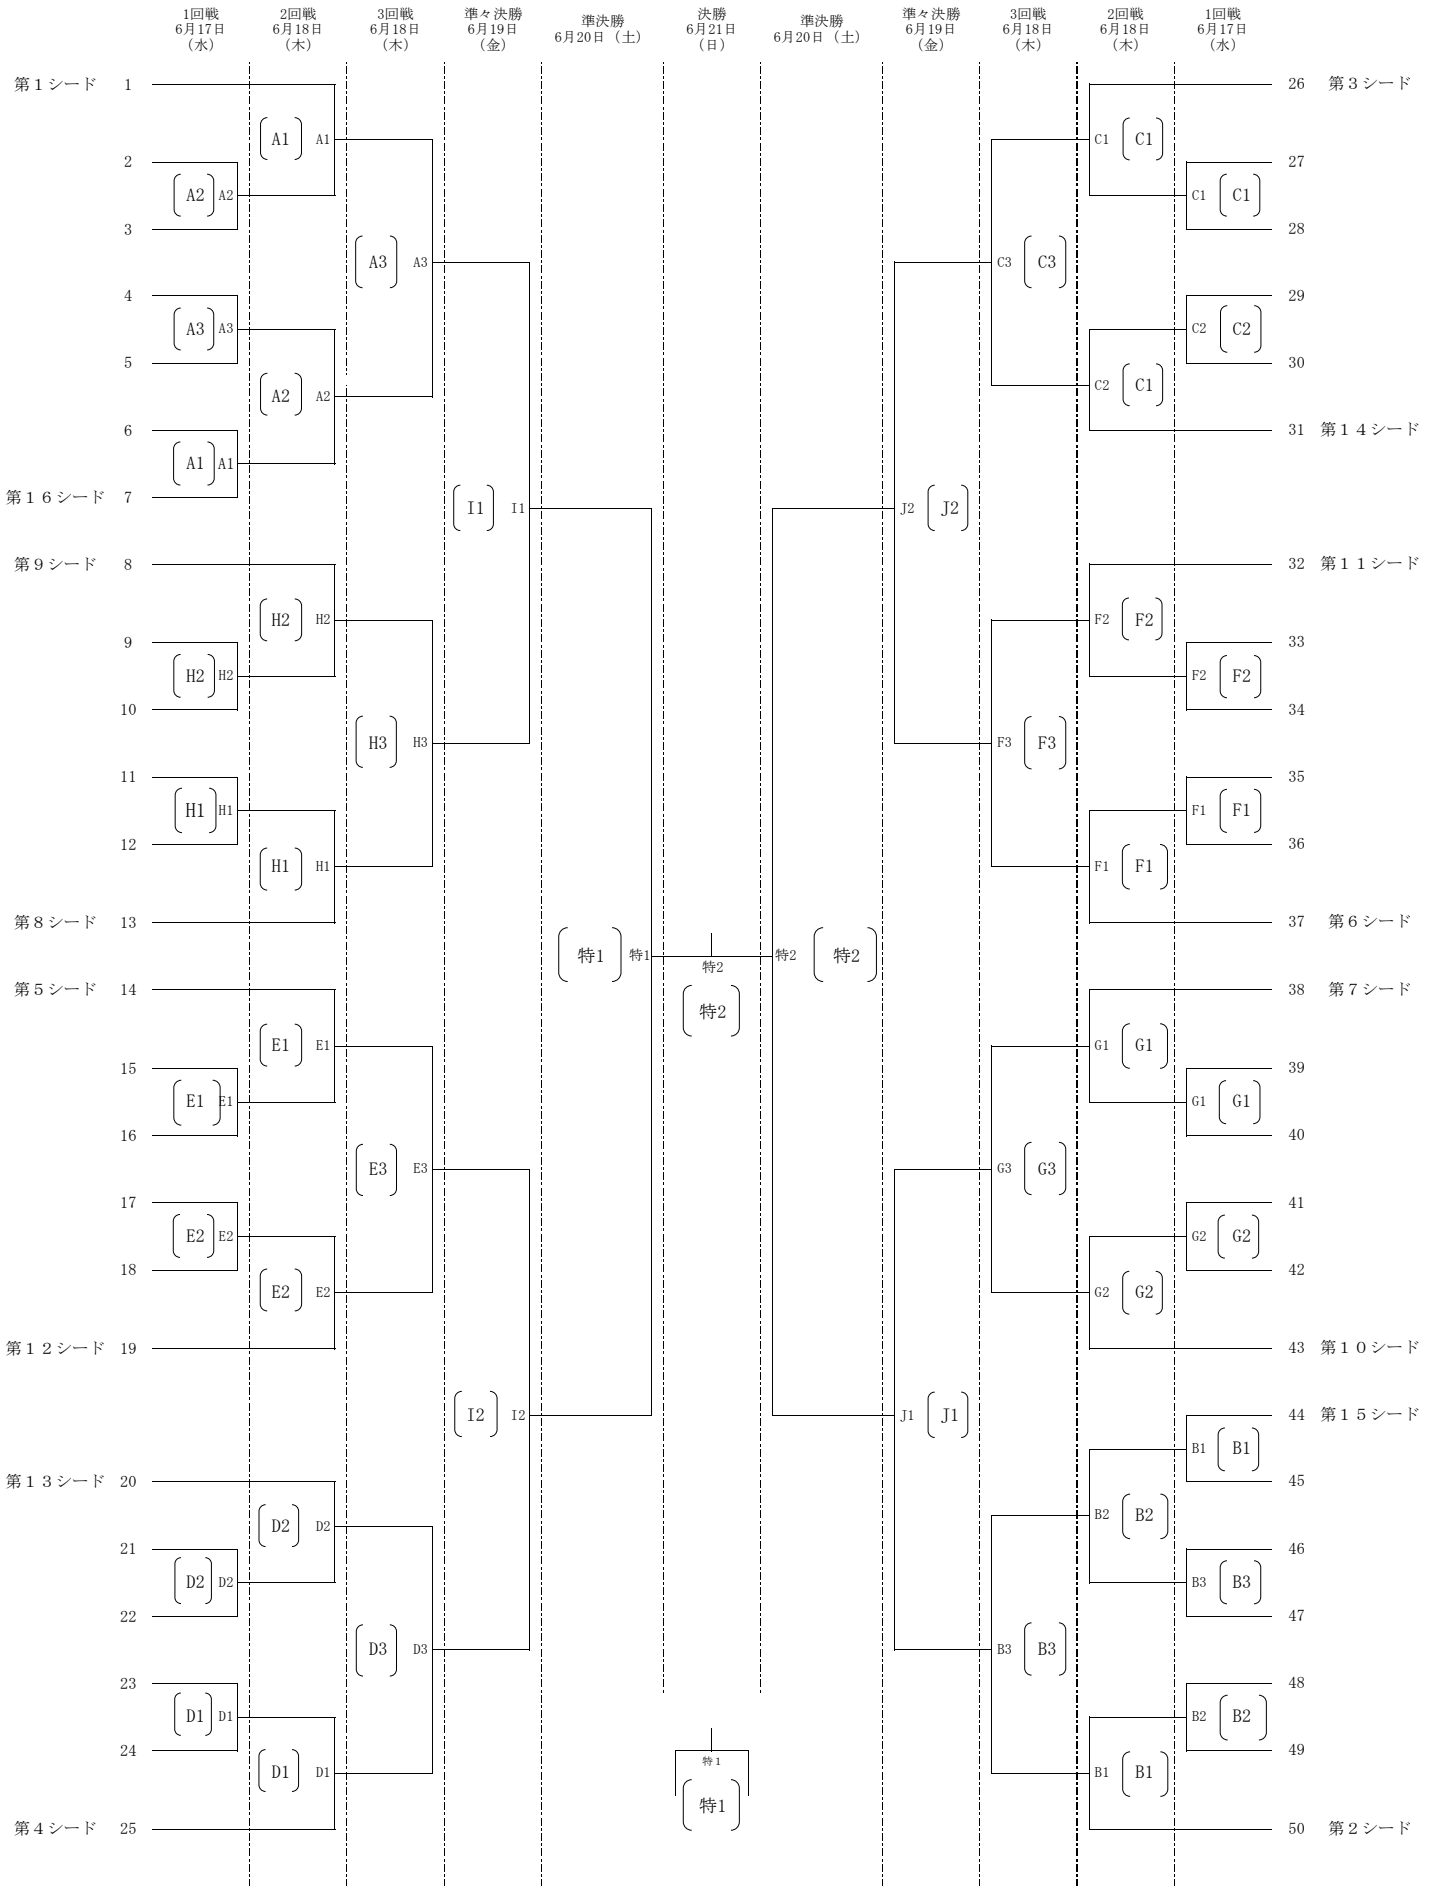 1回戦 2回戦 3回戦 準々決勝 準決勝 決勝 準決勝 準々決勝 3回戦 2回戦 1回戦
6月17日 6月18日 6月18日 6月19日 6月20日（土） 6月21日 6月20日（土） 6月19日 6月18日 6月18日 6月17日
（水） （木） （木） （金） （日） （金） （木） （木） （水）
第１シード 1 26 第３シード
A1 A1 C1 C1
2 27
A2 A2 C1 C1
3 28
A3 A3 C3 C3
4 29
A3 A3 C2 C2
5 30
A2 A2 C2 C1
6 31 第１４シード
A1 A1
第１６シード 7
I1 I1 J2 J2
第９シード 8 32 第１１シード
H2 H2 F2 F2
9 33
H2 H2 F2 F2
10 34
H3 H3 F3 F3
11 35
H1 H1 F1 F1
12 36
H1 H1 F1 F1
第８シード 13 37 第６シード
特1 特1 特2 特2 特2
第５シード 14 38 第７シード
特2
E1 E1 G1 G1
15 39
E1 E1 G1 G1
16 40
E3 E3 G3 G3
17 41
E2 E2 G2 G2
18 42
E2 E2 G2 G2
第１２シード 19 43 第１０シード
I2 I2 J1 J1 44 第１５シード
B1 B1
第１３シード 20 45
D2 D2 B2 B2
21 46
D2 D2 B3 B3
22 47
D3 D3 B3 B3
23 48
D1 D1 B2 B2
24 49
特１
D1 D1 B1 B1
特1
第４シード 25 50 第２シード